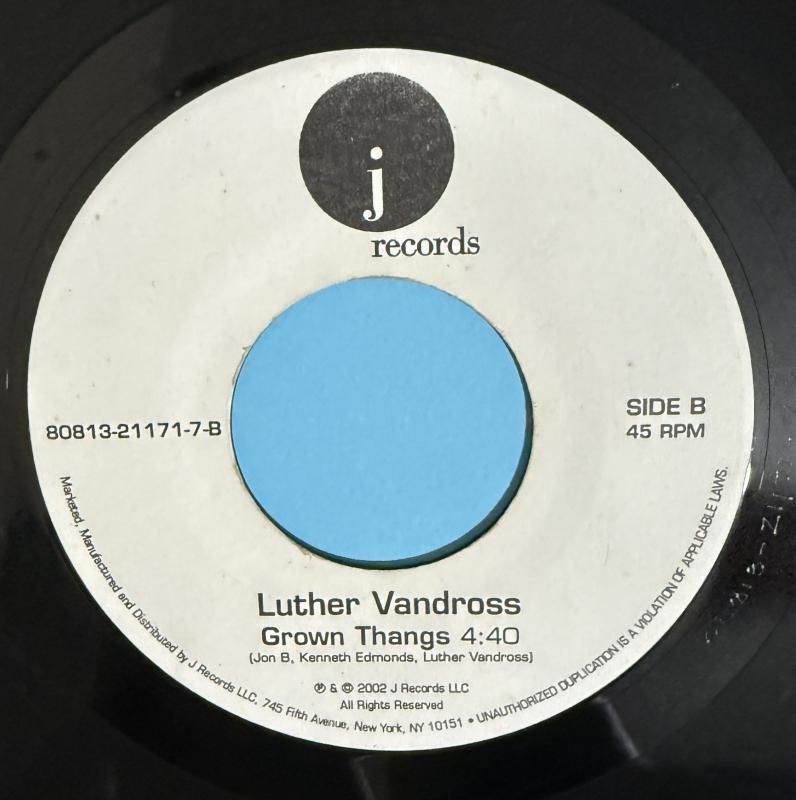 j
records
80813-21171-7-B
SIDE B
45 RPM
Luther Vandross
Grown Thangs 4:40
(Jon B, Kenneth Edmonds, Luther Vandross)
℗ & © 2002 J Records LLC
All Rights Reserved
Marketed, Manufactured and Distributed by J Records LLC, 745 Fifth Avenue, New York, NY 10151 • UNAUTHORIZED DUPLICATION IS A VIOLATION OF APPLICABLE LAWS.